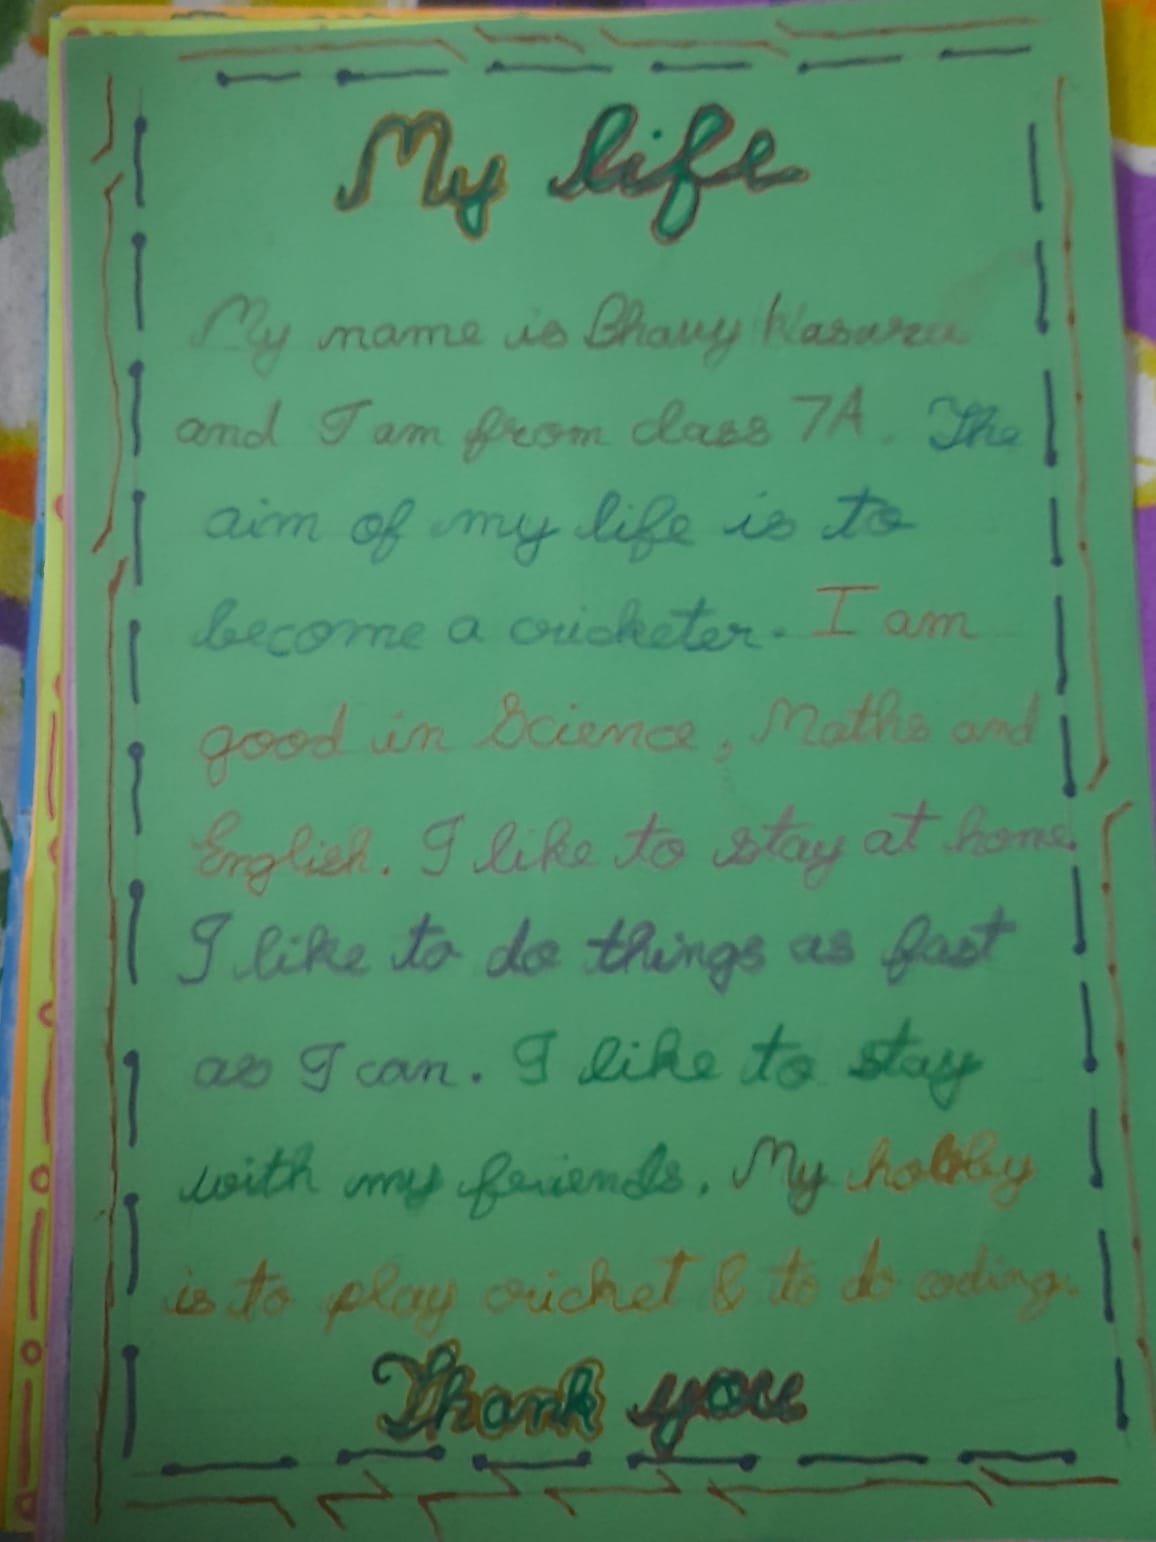 My life
My name is Bhavy
and I am from class 7A. The
aim of my life is to
become a cricketer. I am
good in Science, Maths and
English. I like to stay at home.
I like to do things as fast
as I can. I like to stay
with my friends. My hobby
is to play cricket & to do coding.
Thank you